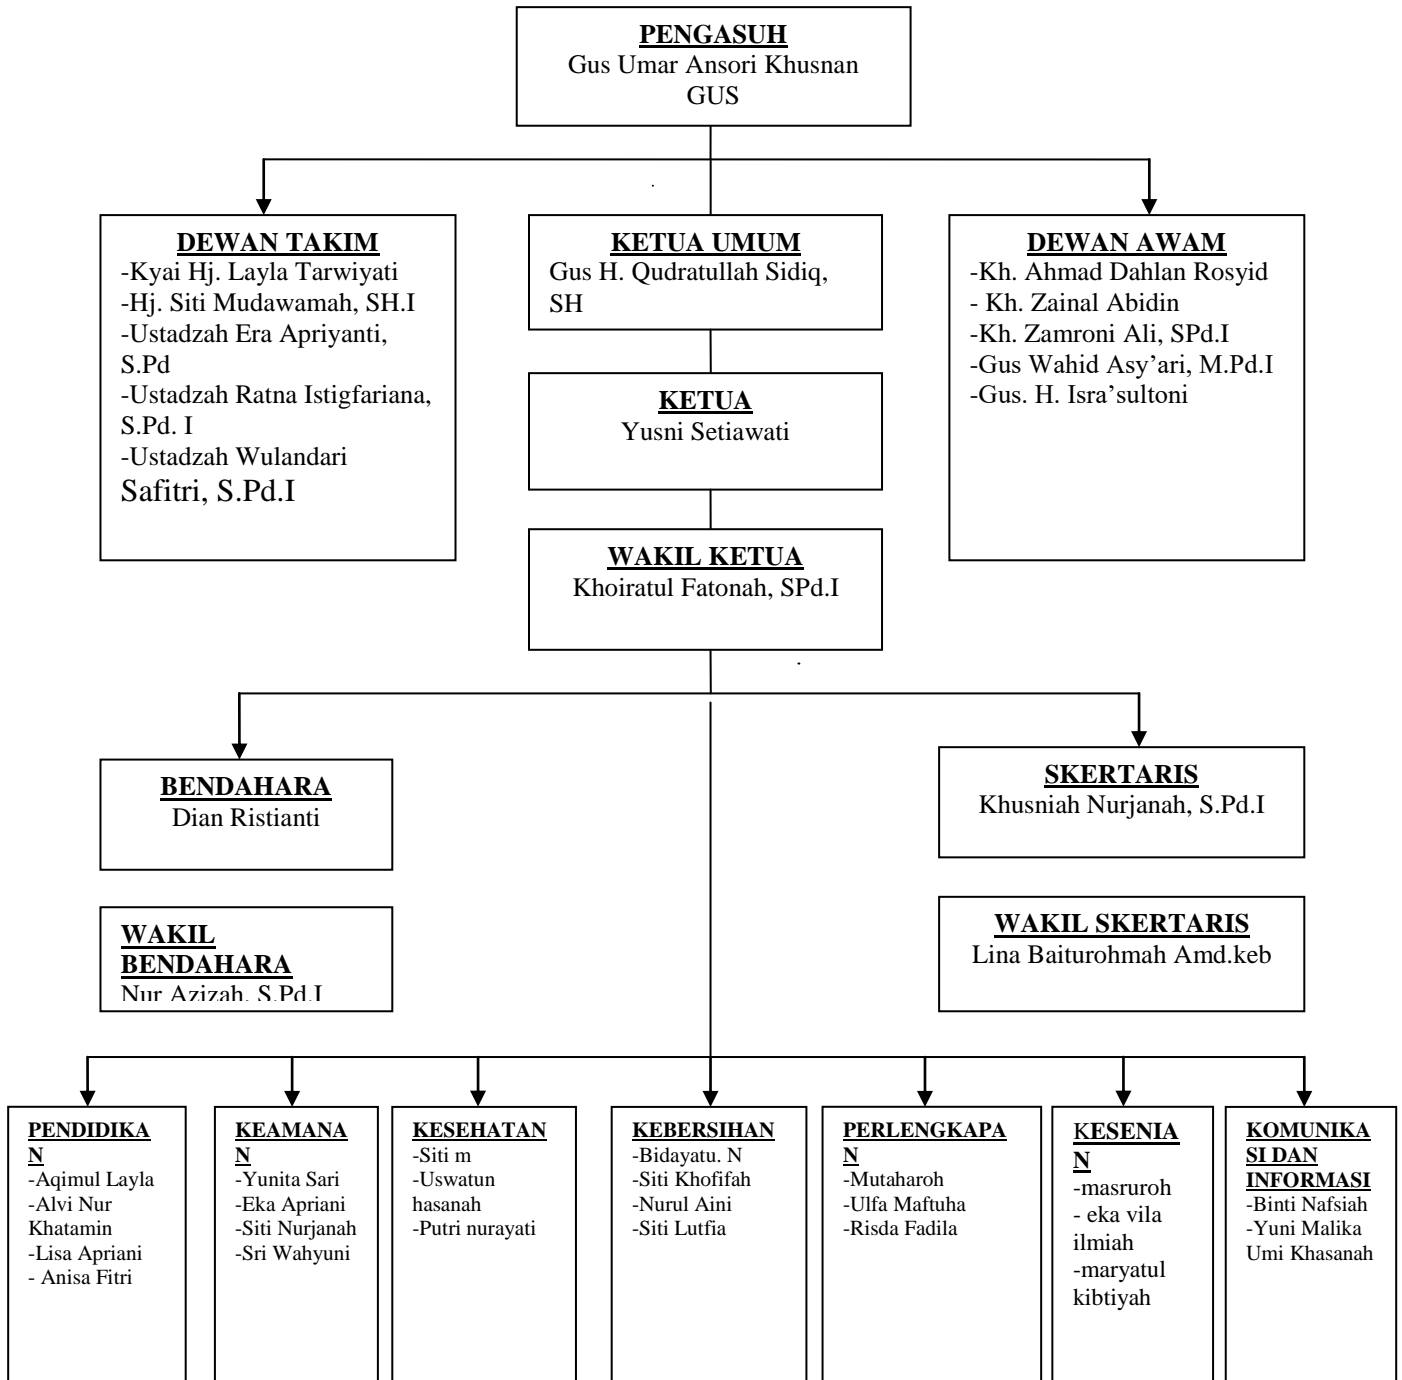 PENGASUH
Gus Umar Ansori Khusnan
GUS
DEWAN TAKIM
-Kyai Hj. Layla Tarwiyati
-Hj. Siti Mudawamah, SH.I
-Ustadzah Era Apriyanti,
S.Pd
-Ustadzah Ratna Istigfariana,
S.Pd. I
-Ustadzah Wulandari
Safitri, S.Pd.I
KETUA UMUM
Gus H. Qudratullah Sidiq,
SH
DEWAN AWAM
-Kh. Ahmad Dahlan Rosyid
- Kh. Zainal Abidin
-Kh. Zamroni Ali, SPd.I
-Gus Wahid Asy’ari, M.Pd.I
-Gus. H. Isra’sultoni
KETUA
Yusni Setiawati
WAKIL KETUA
Khoiratul Fatonah, SPd.I
BENDAHARA
Dian Ristianti
SKERTARIS
Khusniah Nurjanah, S.Pd.I
WAKIL
BENDAHARA
Nur Azizah, S.Pd.I
WAKIL SKERTARIS
Lina Baiturohmah Amd.keb
PENDIDIKA
N
-Aqimul Layla
-Alvi Nur
Khatamin
-Lisa Apriani
- Anisa Fitri
KEAMANA
N
-Yunita Sari
-Eka Apriani
-Siti Nurjanah
-Sri Wahyuni
KESEHATAN
-Siti m
-Uswatun
hasanah
-Putri nurayati
KEBERSIHAN
-Bidayatu. N
-Siti Khofifah
-Nurul Aini
-Siti Lutfia
PERLENGKAPA
N
-Mutaharoh
-Ulfa Maftuha
-Risda Fadila
KESENIA
N
-masruroh
- eka vila
ilmiah
-maryatul
kibtiyah
KOMUNIKA
SI DAN
INFORMASI
-Binti Nafsiah
-Yuni Malika
Umi Khasanah